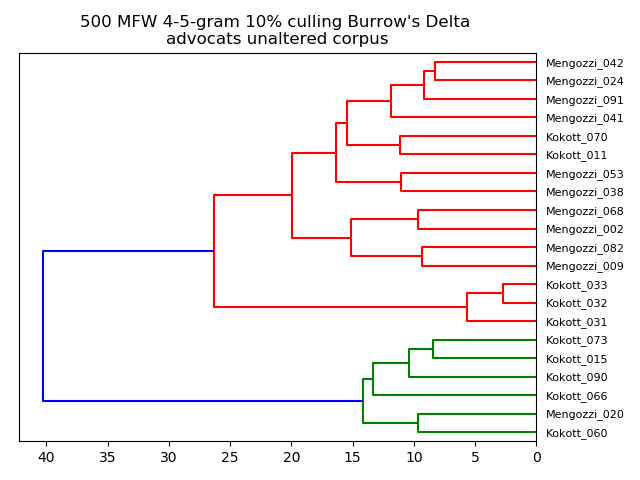 500 MFW 4-5-gram 10% culling Burrow's Delta
advocats unaltered corpus
Mengozzi_042
Mengozzi_024
Mengozzi_091
Mengozzi_041
Kokott_070
Kokott_011
Mengozzi_053
Mengozzi_038
Mengozzi_068
Mengozzi_002
Mengozzi_082
Mengozzi_009
Kokott_033
Kokott_032
Kokott_031
Kokott_073
Kokott_015
Kokott_090
Kokott_066
Mengozzi_020
Kokott_060
40 35 30 25 20 15 10 5 0